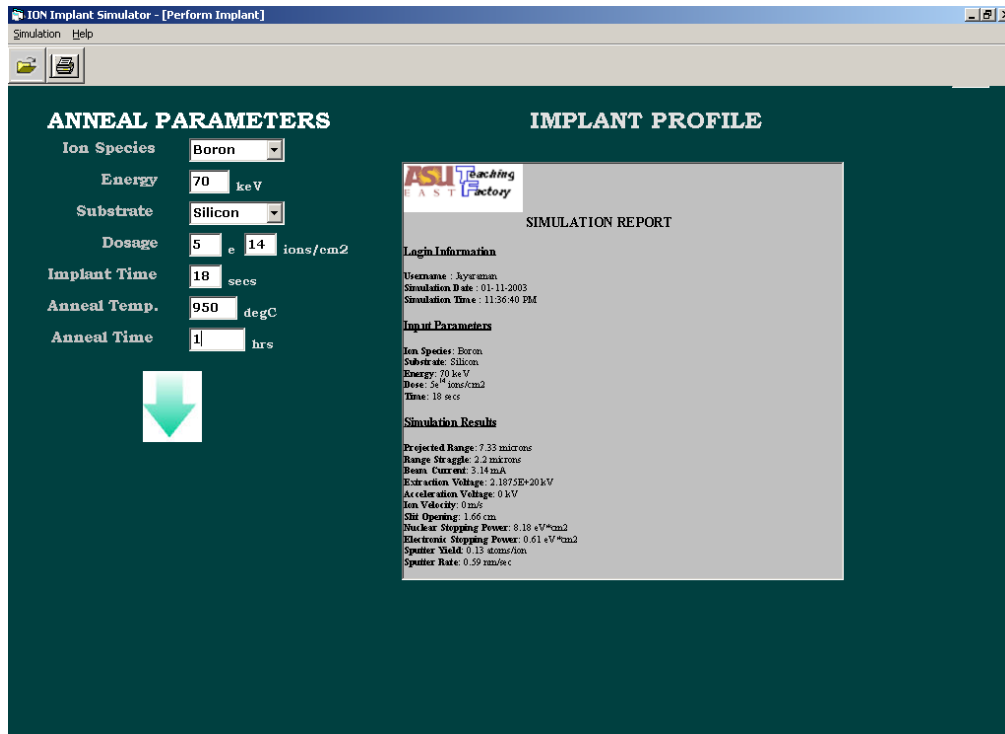 ION Implant Simulator - [Perform Implant]
Simulation Help
ANNEAL PARAMETERS
Ion Species Boron
Energy 70 keV
Substrate Silicon
Dosage 5 e 14 ions/cm2
Implant Time 18 secs
Anneal Temp. 950 degC
Anneal Time 1 hrs
IMPLANT PROFILE
ASU Teaching
EAST Factory
SIMULATION REPORT
Login Information
Username : Jayaraman
Simulation Date : 01-11-2003
Simulation Time : 11:36:40 PM
Input Parameters
Ion Species: Boron
Substrate: Silicon
Energy: 70 keV
Dose: 5e14 ions/cm2
Time: 18 secs
Simulation Results
Projected Range: 7.33 microns
Range Straggle: 2.2 microns
Beam Current: 3.14 mA
Extraction Voltage: 2.1875E+20 kV
Acceleration Voltage: 0 kV
Ion Velocity: 0 m/s
Slit Opening: 1.66 cm
Nuclear Stopping Power: 8.18 eV*cm2
Electronic Stopping Power: 0.61 eV*cm2
Sputter Yield: 0.13 atoms/ion
Sputter Rate: 0.59 nm/sec